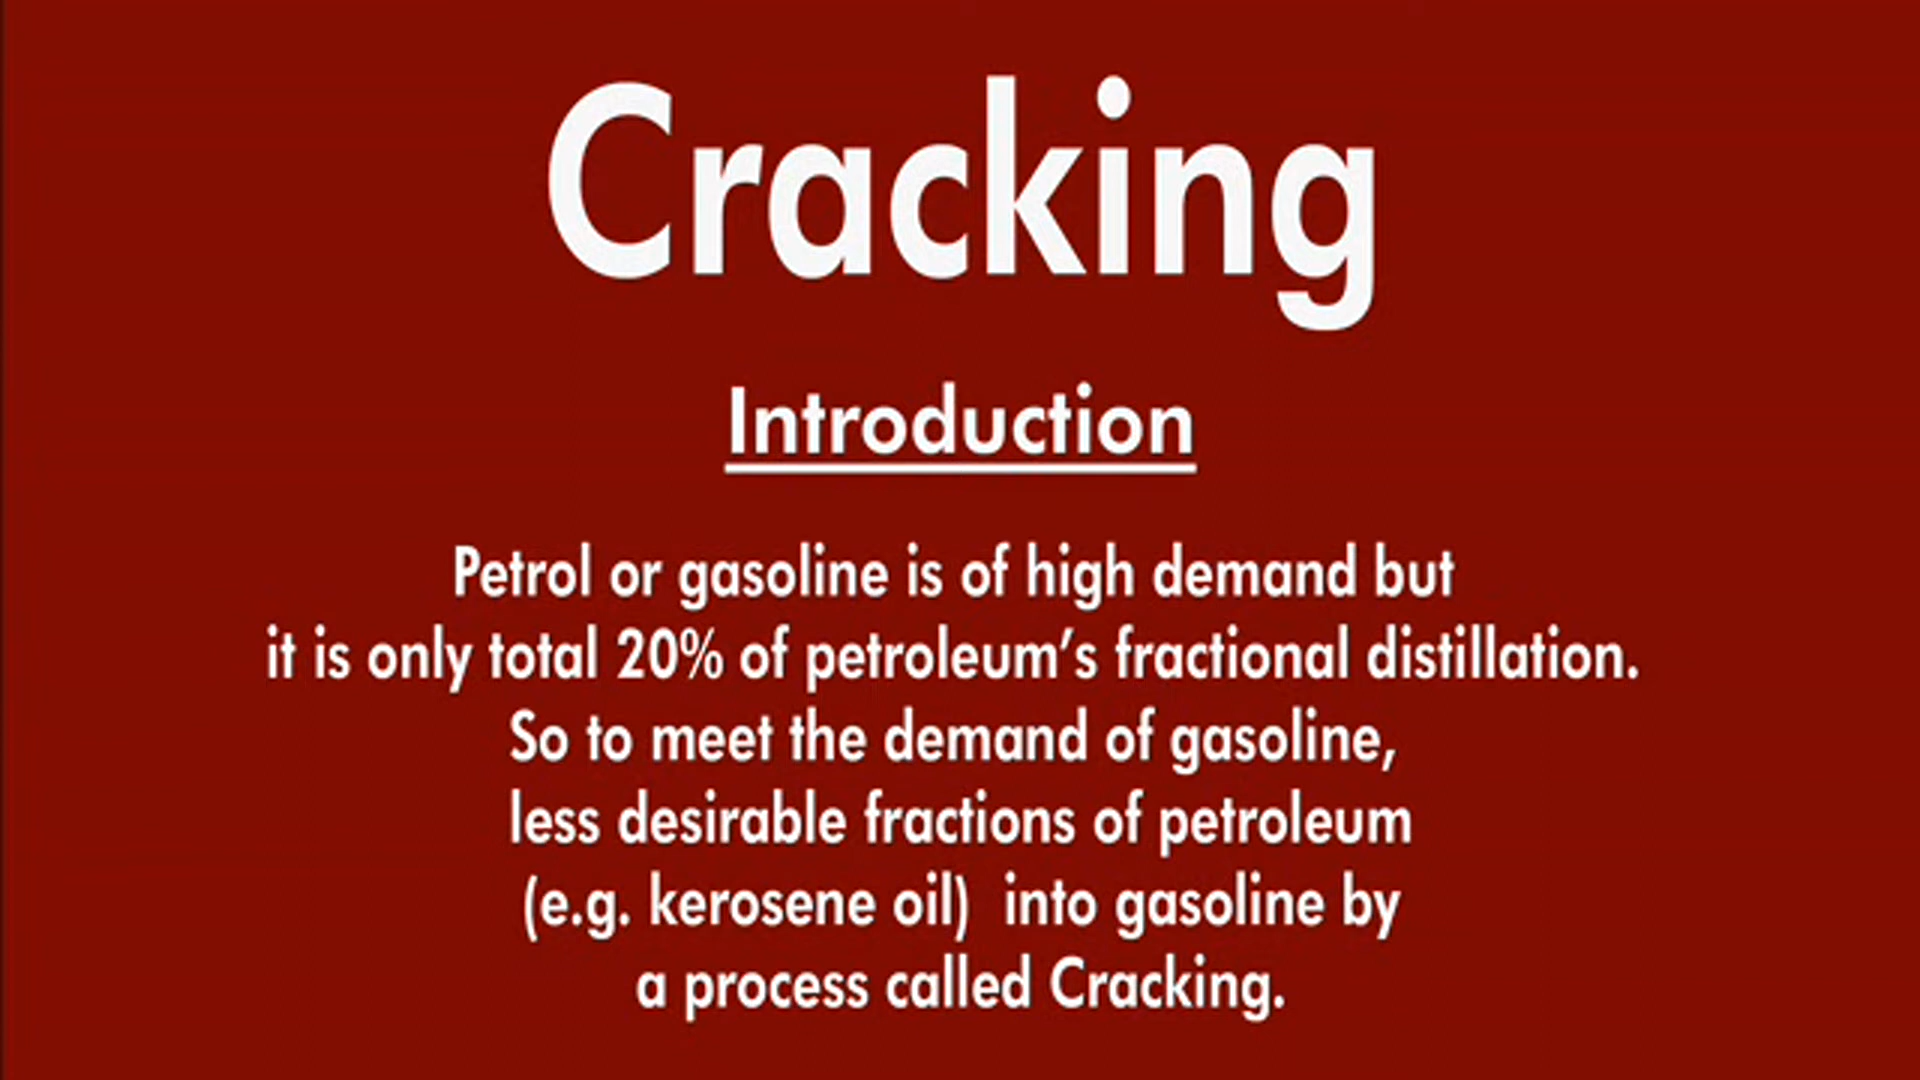 Cracking
Introduction
Petrol or gasoline is of high demand but
it is only total 20% of petroleum's fractional distillation.
So to meet the demand of gasoline,
less desirable fractions of petroleum
(e.g. kerosene oil)  into gasoline by
a process called Cracking.